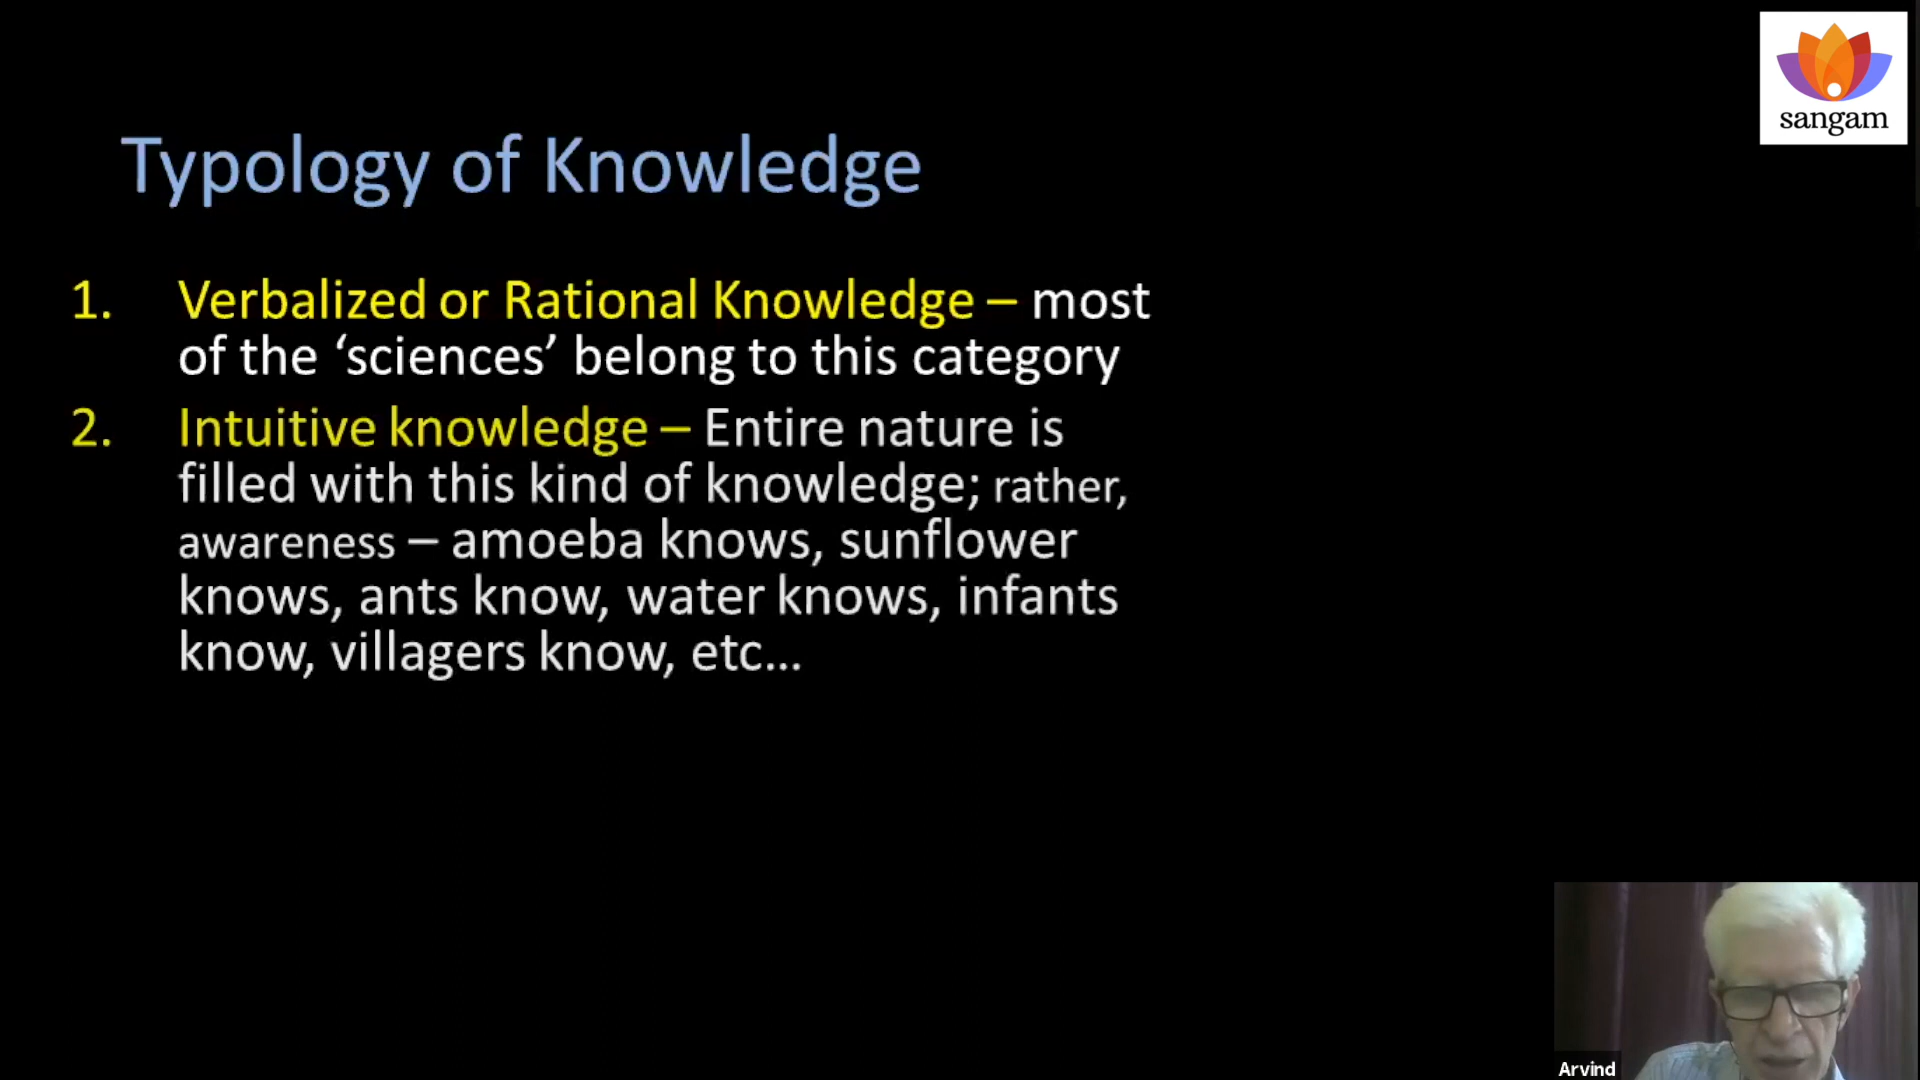 sangam
Typology of Knowledge
1. Verbalized or Rational Knowledge – most
of the ‘sciences’ belong to this category
2. Intuitive knowledge – Entire nature is
filled with this kind of knowledge; rather,
awareness – amoeba knows, sunflower
knows, ants know, water knows, infants
know, villagers know, etc...
Arvind